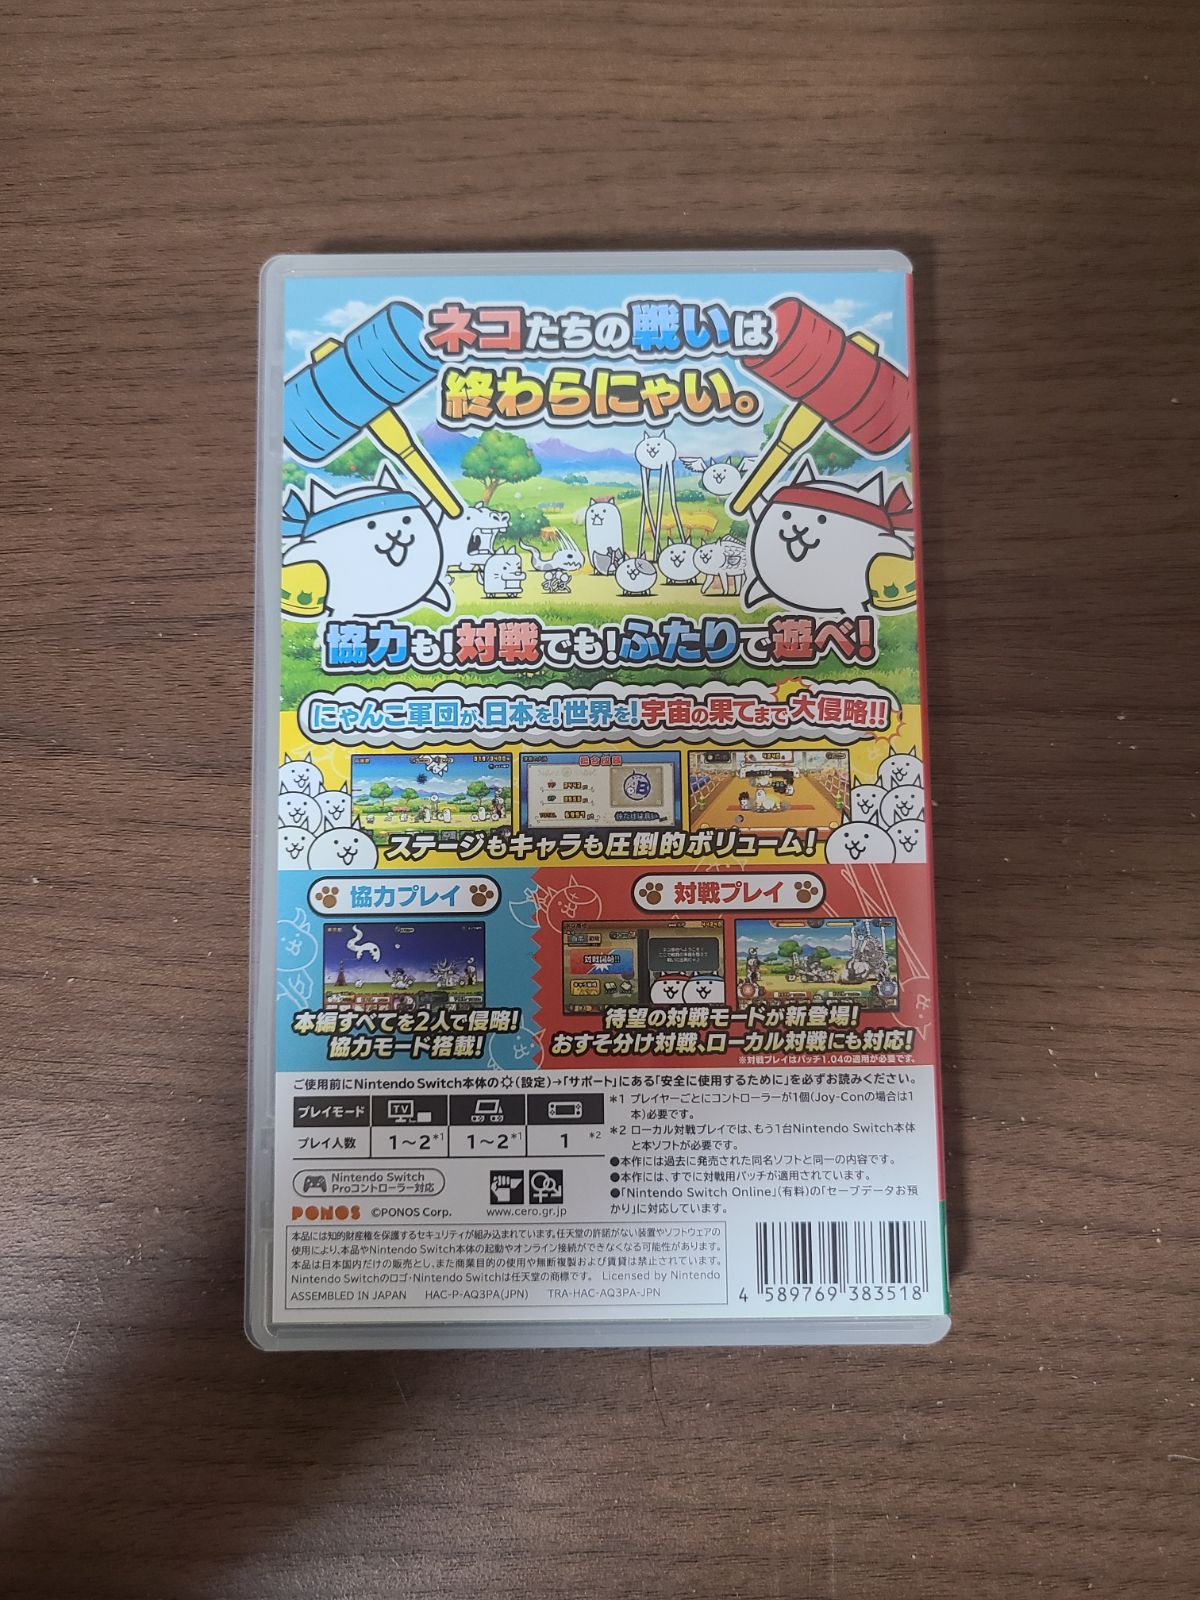 ネコたちの戦いは
終わらにゃい。
協力も!対戦でも!ふたりで遊べ!
にゃんこ軍団が、日本を!世界を!宇宙の果てまで大侵略!!
ステージもキャラも圧倒的ボリューム!
協力プレイ
対戦プレイ
対戦開始!!
本編すべてを2人で侵略!
協力モード搭載!
待望の対戦モードが新登場!
おすそ分け対戦、ローカル対戦にも対応!
※対戦プレイはパッチ1.04の適用が必要です。
ご使用前にNintendo Switch本体の(設定)→「サポート」にある「安全に使用するために」を必ずお読みください。
プレイモード TV
プレイ人数 1~2*1 1~2*1 1 *2
*1 プレイヤーごとにコントローラーが1個(Joy-Conの場合は1
本)必要です。
*2 ローカル対戦プレイでは、もう1台Nintendo Switch本体
と本ソフトが必要です。
●本作には過去に発売された同名ソフトと同一の内容です。
●本作には、すでに対戦用パッチが適用されています。
●「Nintendo Switch Online」(有料)の「セーブデータお預
かり」に対応しています。
Nintendo Switch
Proコントローラー対応
PONOS ©PONOS Corp.
www.cero.gr.jp
本品には知的財産権を保護するセキュリティが組み込まれています。任天堂の許諾がない装置やソフトウェアの
使用により、本品やNintendo Switch本体の起動やオンライン接続ができなくなる可能性があります。
本品は日本国内だけの販売とし、また商業目的の使用や無断複製および賃貸は禁止されています。
Nintendo Switchのロゴ・Nintendo Switchは任天堂の商標です。 Licensed by Nintendo
ASSEMBLED IN JAPAN HAC-P-AQ3PA(JPN) TRA-HAC-AQ3PA-JPN
4 589769 383518